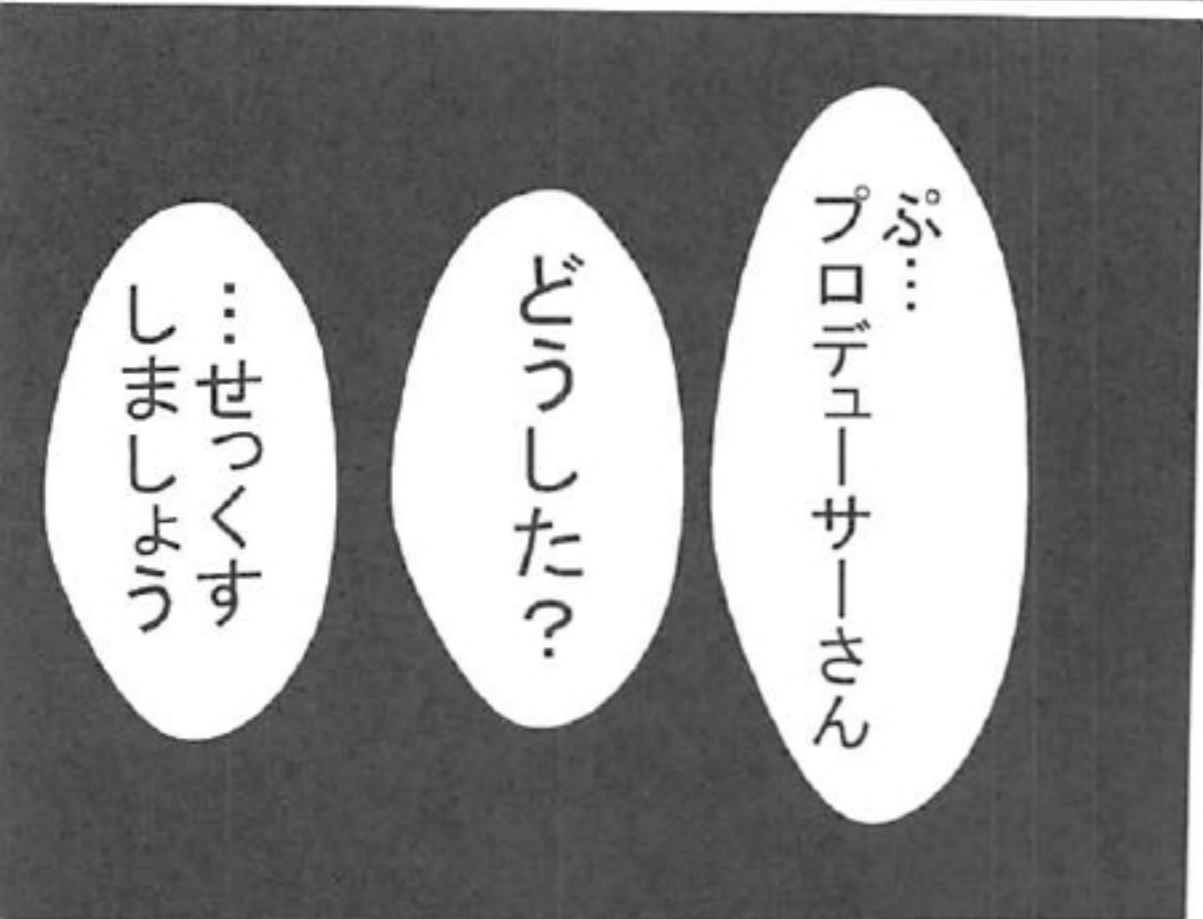 ぷ…
プロデューサーさん
どうした？
…せっくす
しましょう